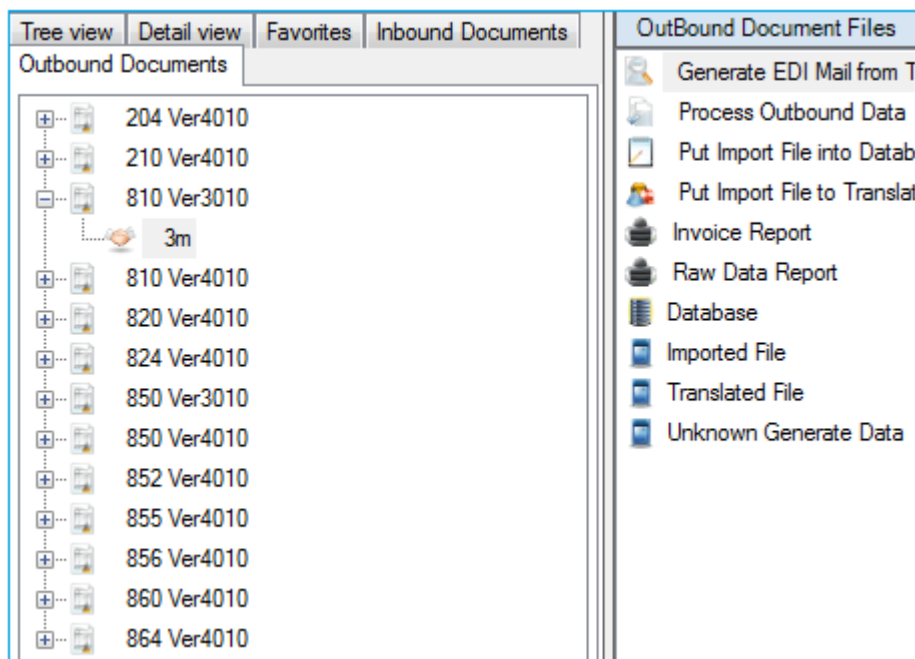 Tree view Detail view Favorites Inbound Documents
Outbound Documents
204 Ver4010
210 Ver4010
810 Ver3010
3m
810 Ver4010
820 Ver4010
824 Ver4010
850 Ver3010
850 Ver4010
852 Ver4010
855 Ver4010
856 Ver4010
860 Ver4010
864 Ver4010
OutBound Document Files
Generate EDI Mail from T
Process Outbound Data
Put Import File into Datab
Put Import File to Translat
Invoice Report
Raw Data Report
Database
Imported File
Translated File
Unknown Generate Data